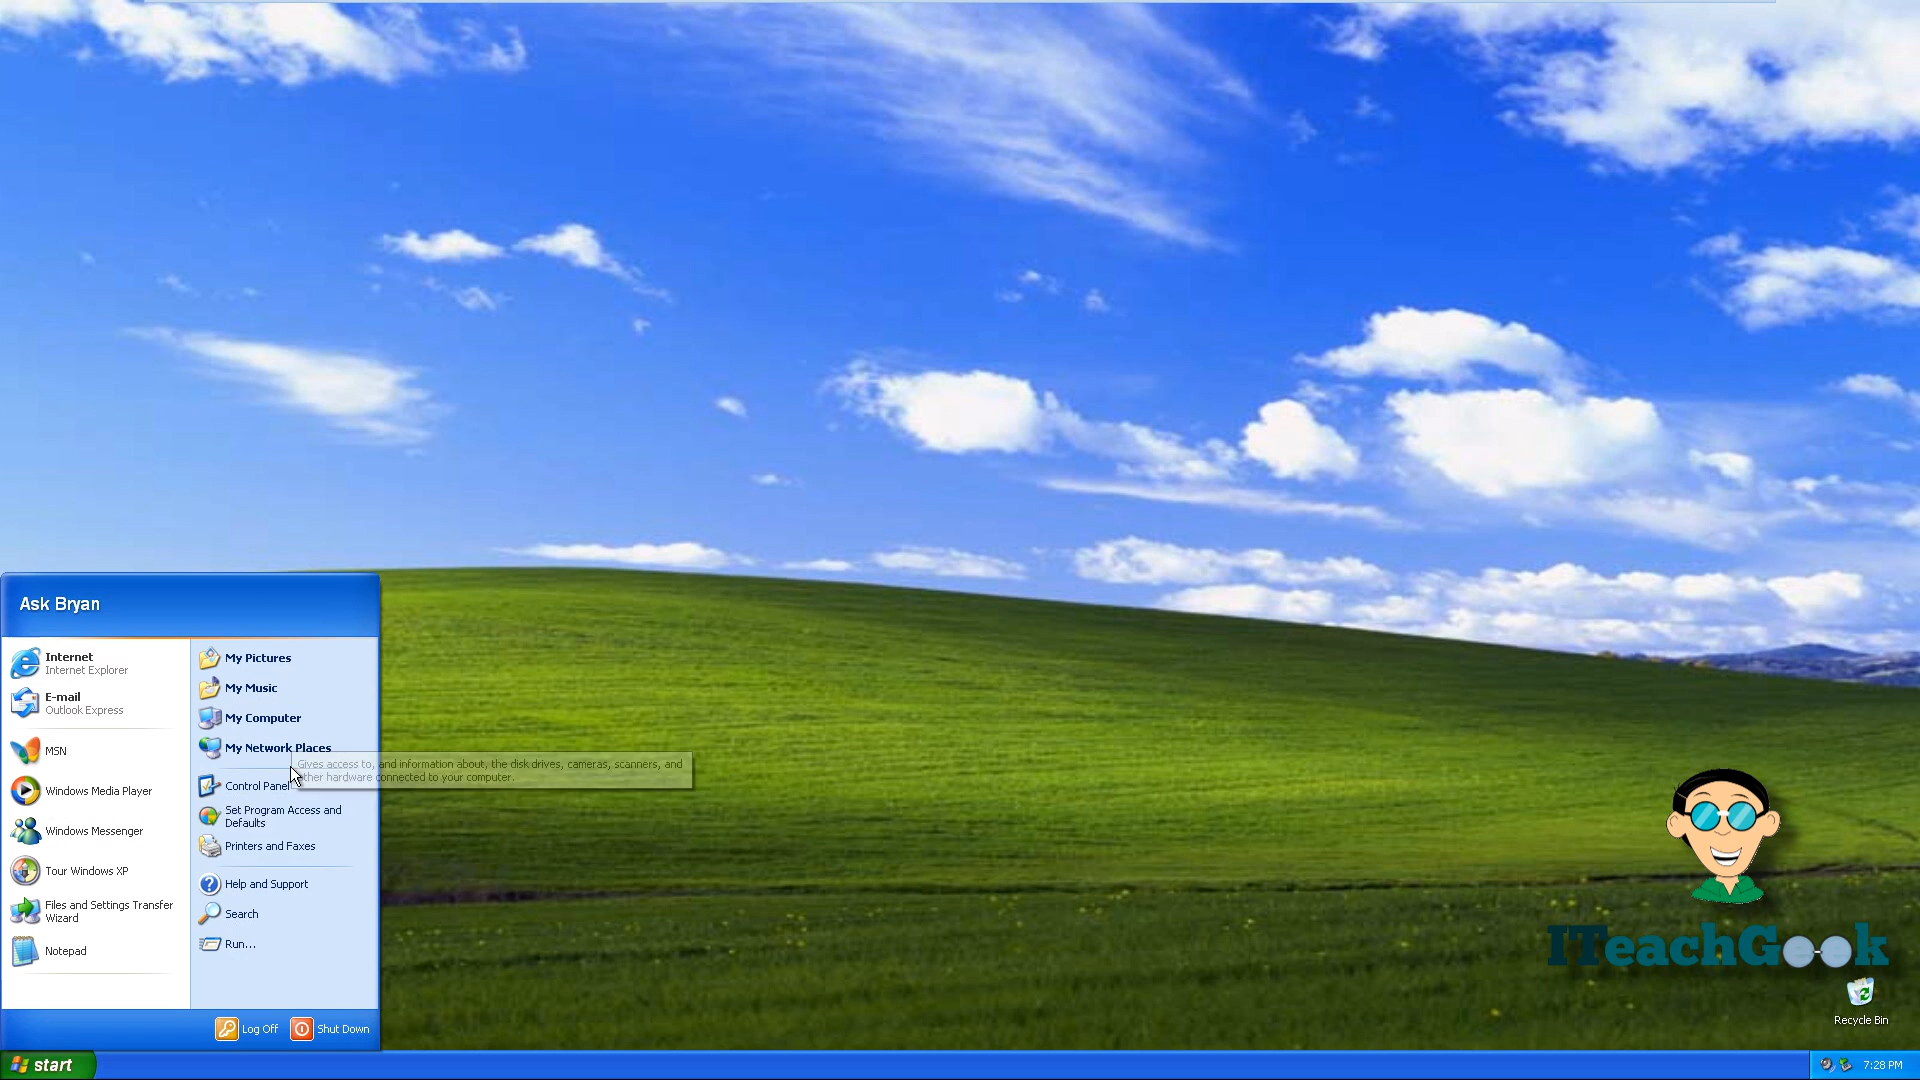 Ask Bryan
Internet
Internet Explorer
E-mail
Outlook Express
MSN
Windows Media Player
Windows Messenger
Tour Windows XP
Files and Settings Transfer
Wizard
Notepad
My Pictures
My Music
My Computer
My Network Places
Gives access to, and information about, the disk drives, cameras, scanners, and
other hardware connected to your computer.
Control Panel
Set Program Access and
Defaults
Printers and Faxes
Help and Support
Search
Run...
Log Off
Shut Down
ITeachGeek
Recycle Bin
start
7:28 PM